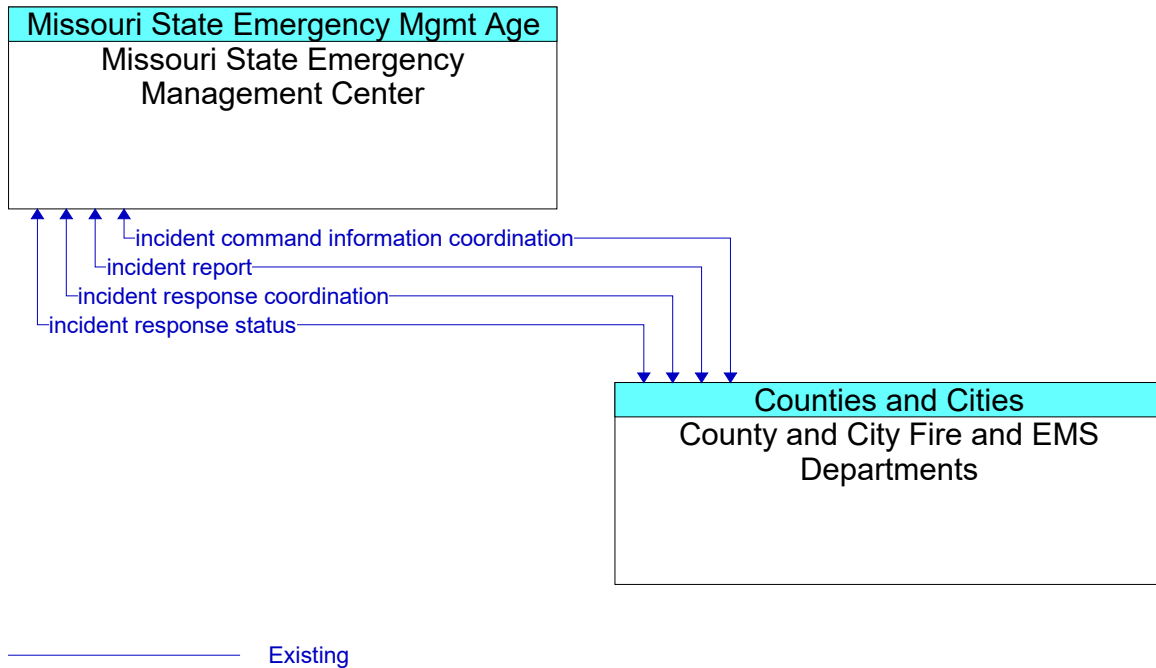 Missouri State Emergency Mgmt Age
Missouri State Emergency
Management Center
incident command information coordination
incident report
incident response coordination
incident response status
Counties and Cities
County and City Fire and EMS
Departments
Existing